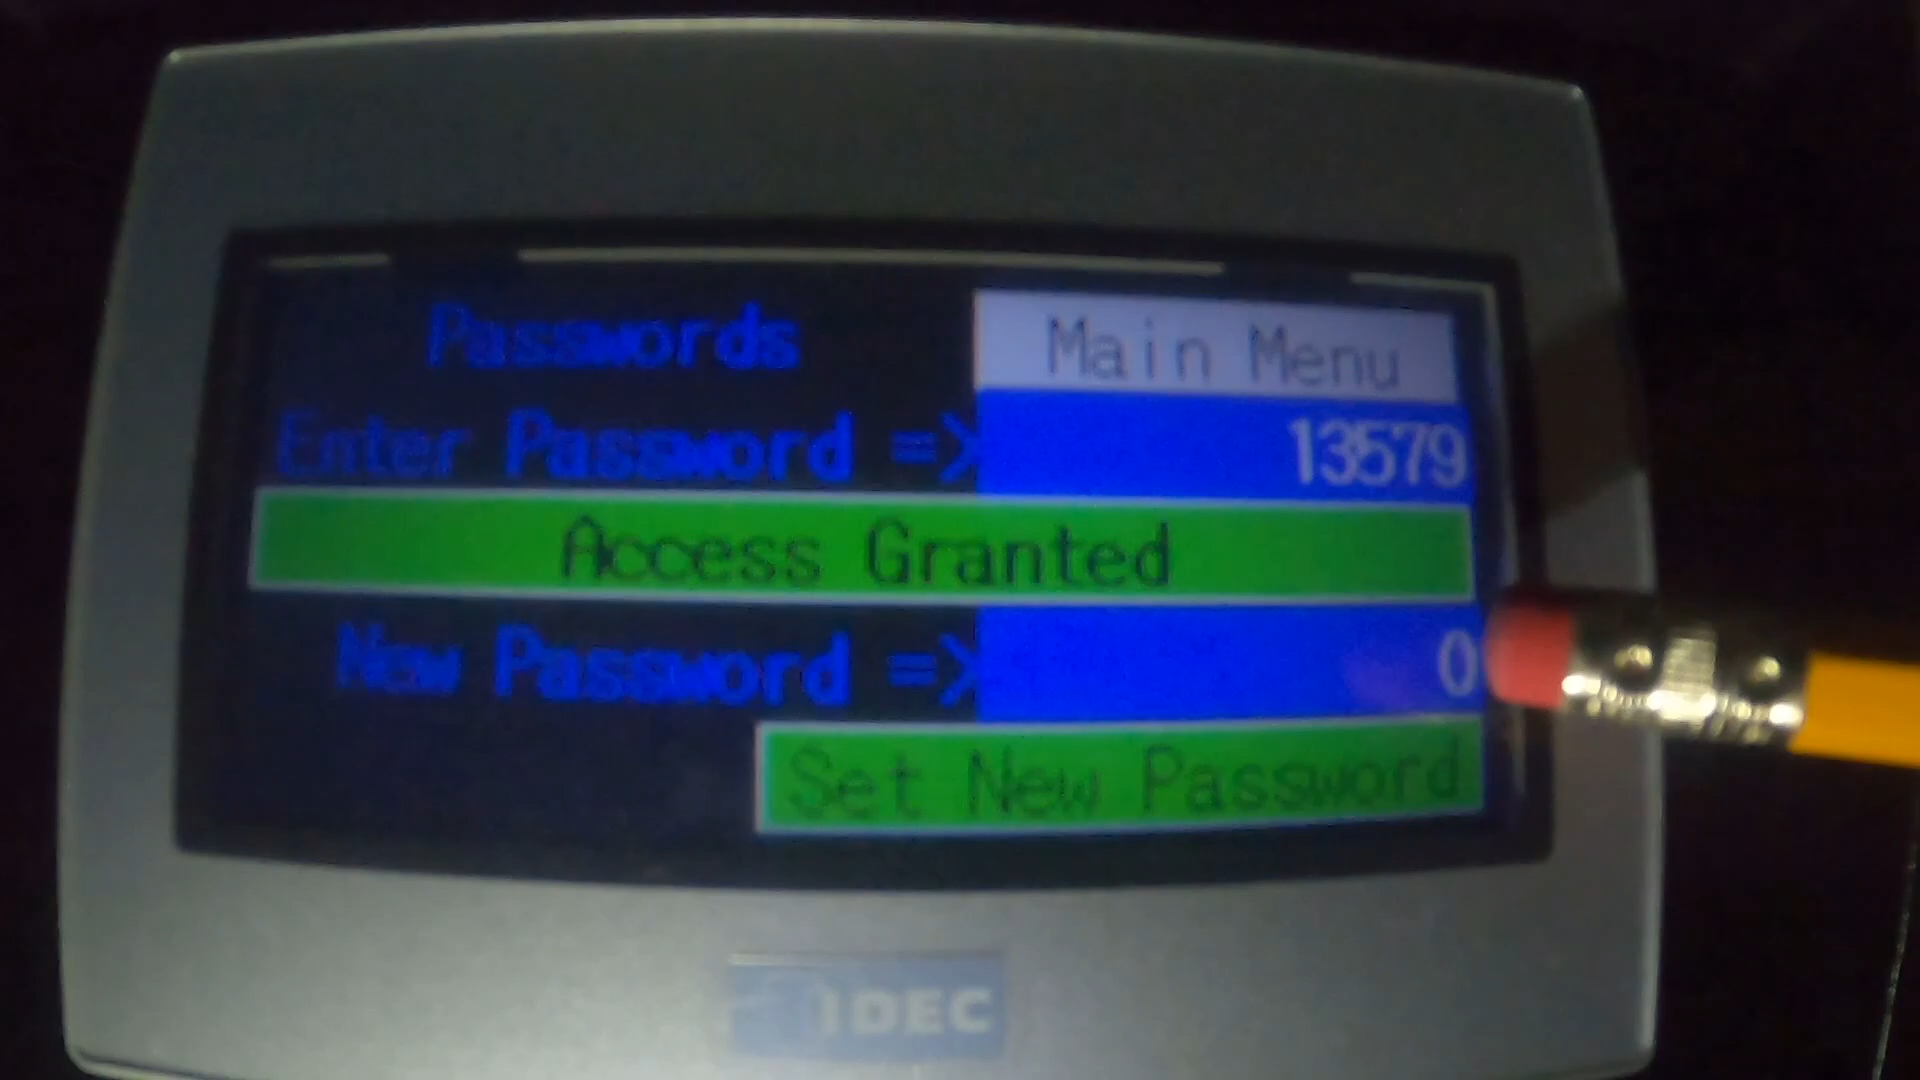 Passwords
Main Menu
Enter Password => 13579
Access Granted
New Password => 0
Set New Password
IDEC